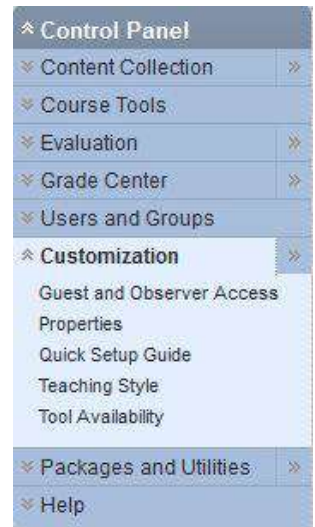 Control Panel
Content Collection
Course Tools
Evaluation
Grade Center
Users and Groups
Customization
Guest and Observer Access
Properties
Quick Setup Guide
Teaching Style
Tool Availability
Packages and Utilities
Help